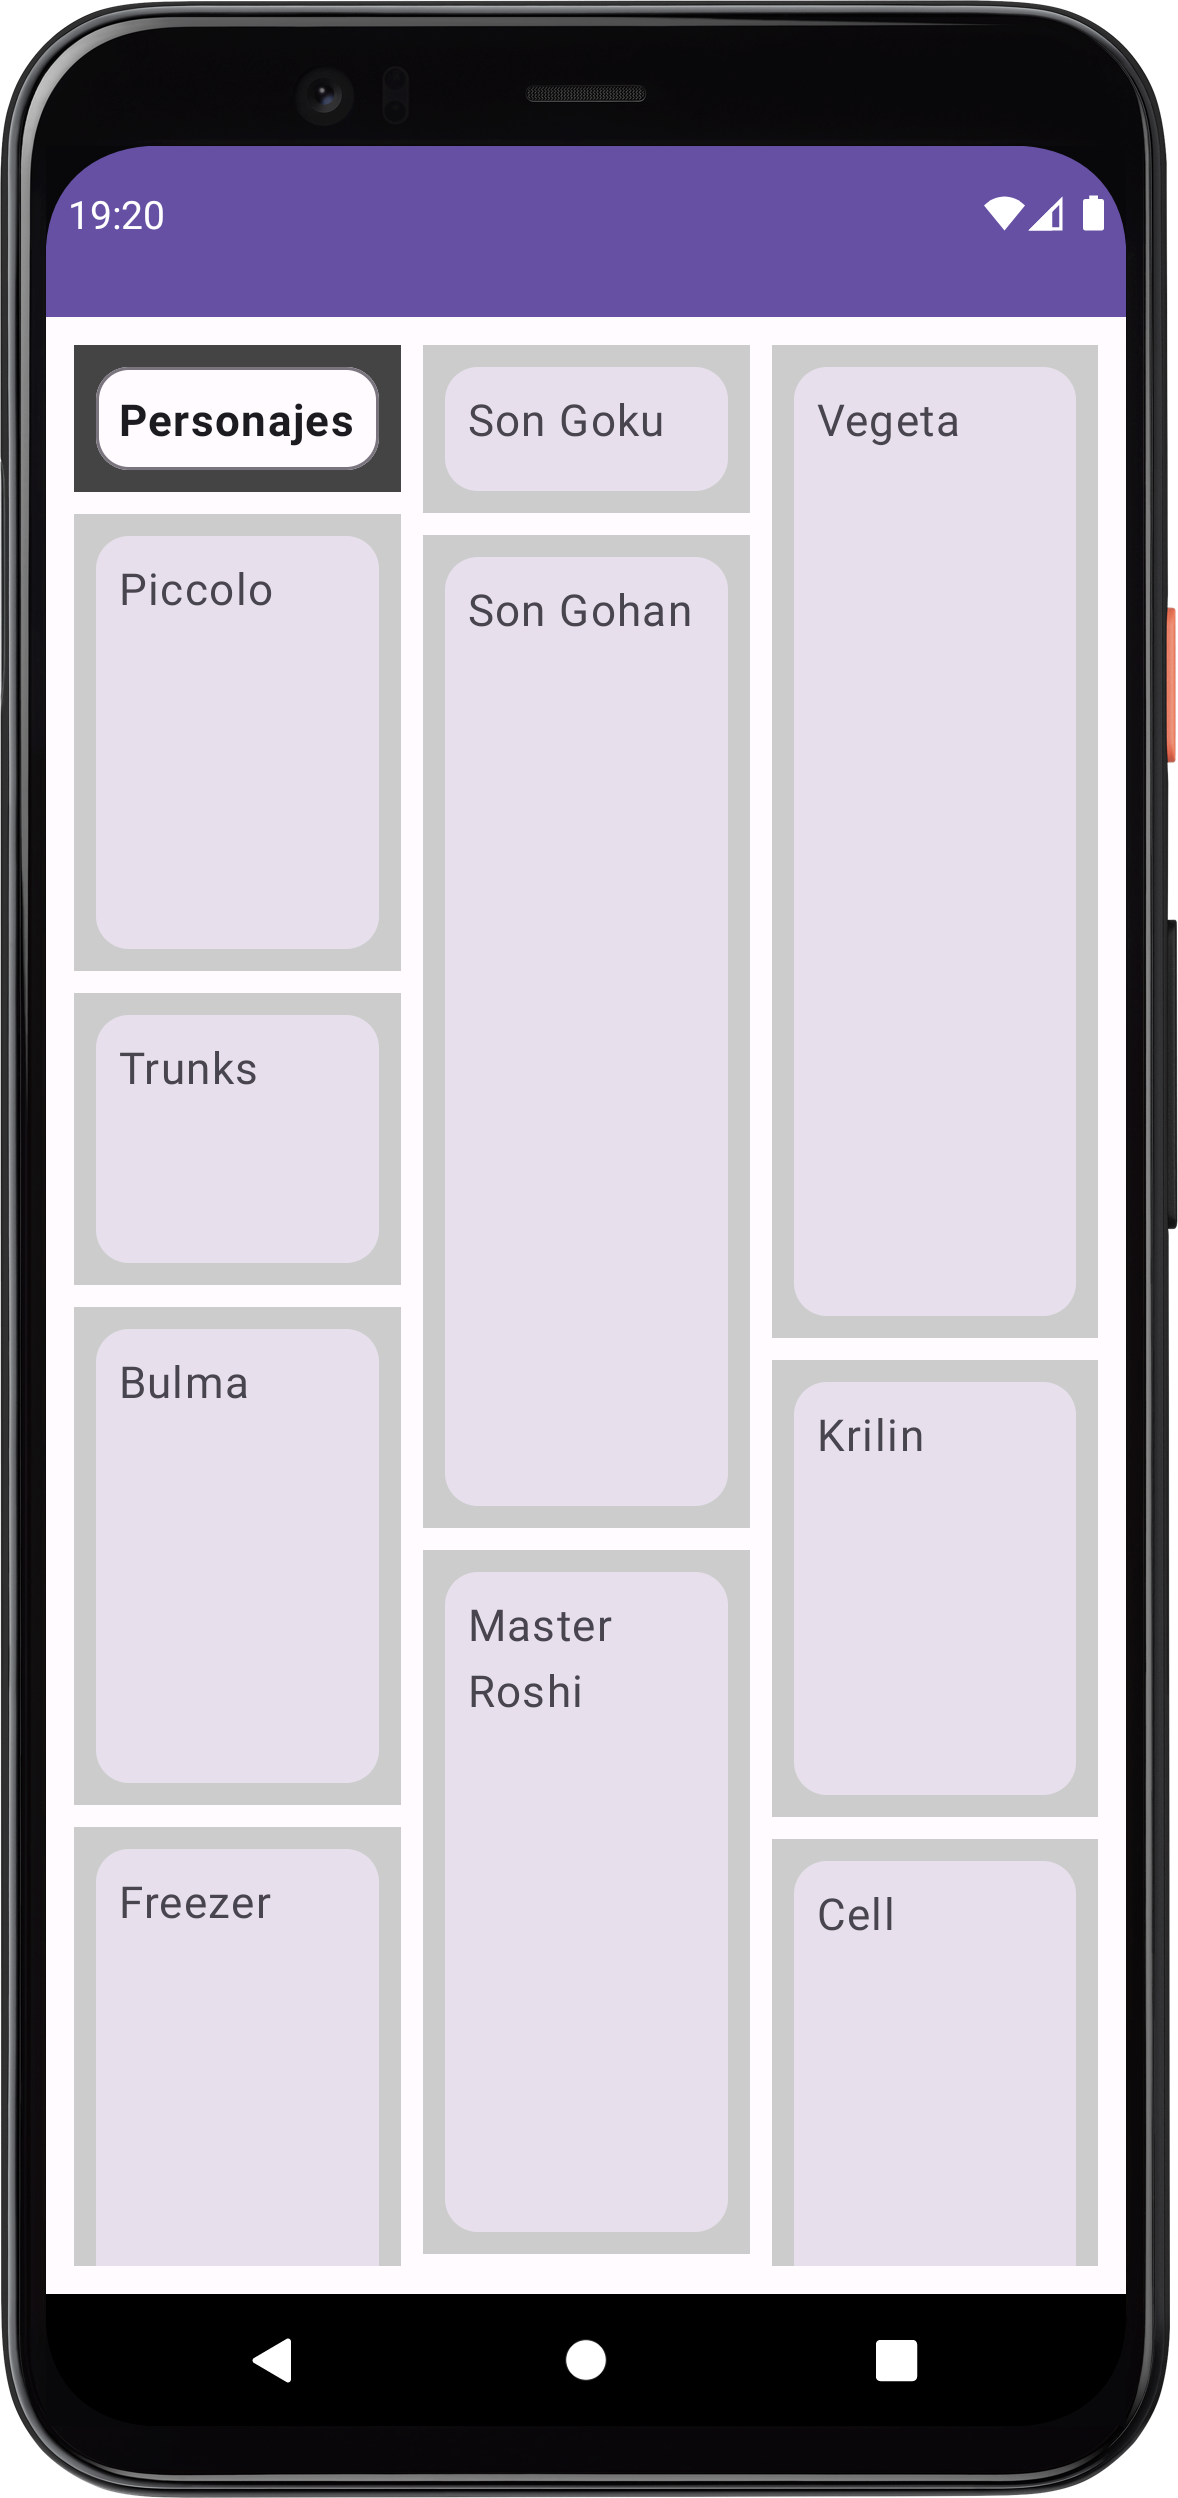 19:20
Personajes
Son Goku
Vegeta
Piccolo
Son Gohan
Trunks
Bulma
Krilin
Master
Roshi
Freezer
Cell